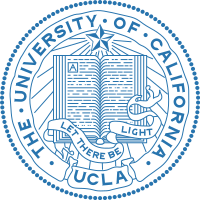 · THE · UNIVERSITY · OF · CALIFORNIA ·
A
LET THERE BE
LIGHT
UCLA